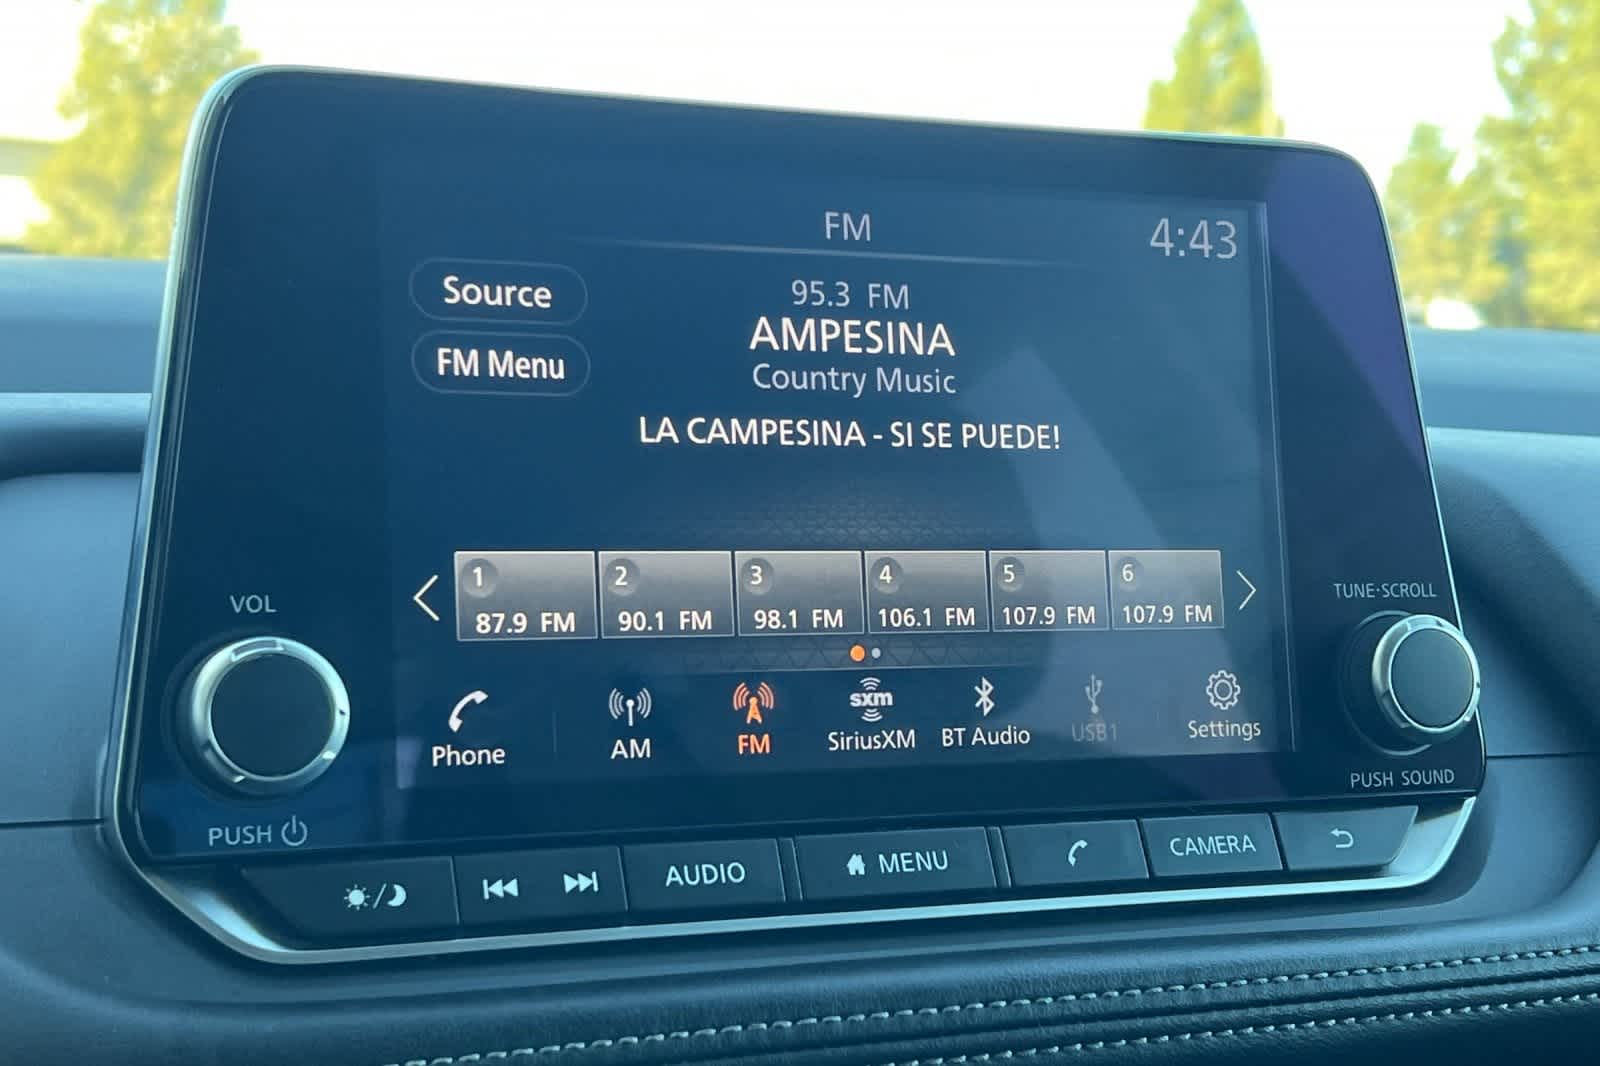 FM
4:43
Source
95.3 FM
AMPESINA
FM Menu
Country Music
LA CAMPESINA - SI SE PUEDE!
1
87.9 FM
2
90.1 FM
3
98.1 FM
4
106.1 FM
5
107.9 FM
6
107.9 FM
VOL
TUNE·SCROLL
Phone
AM
FM
sxm
SiriusXM
BT Audio
USB1
Settings
PUSH
PUSH SOUND
AUDIO
MENU
CAMERA